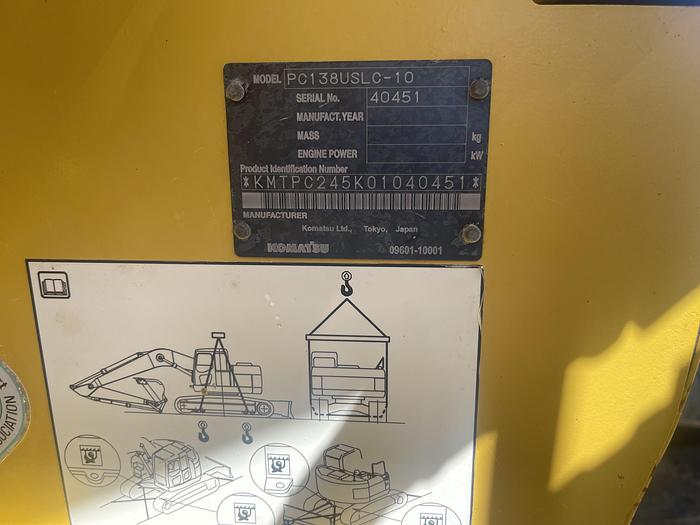 MODEL PC138USLC-10
SERIAL No. 40451
MANUFACT.YEAR
MASS kg
ENGINE POWER kW
Product Identification Number
*KMTPC245K01040451*
MANUFACTURER
Komatsu Ltd., Tokyo, Japan
KOMATSU 09601-10001